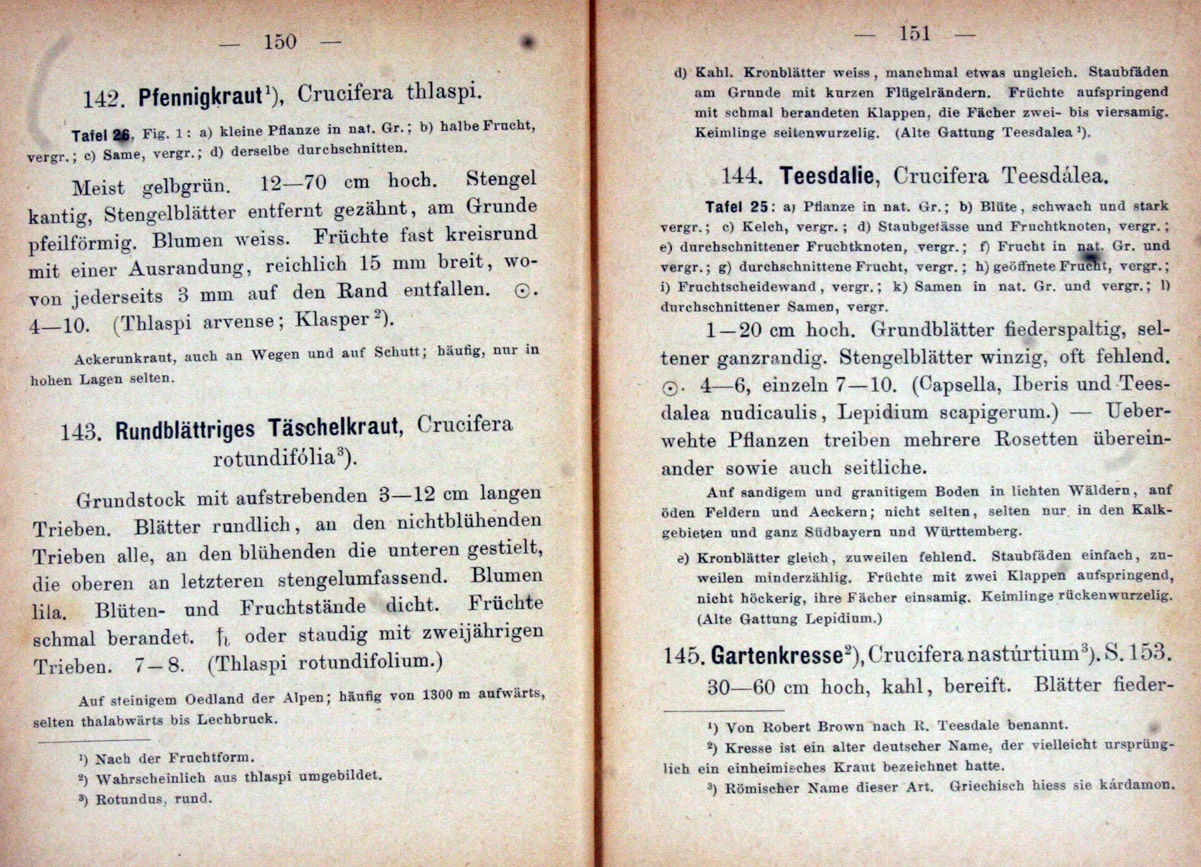 — 150 —
142. Pfennigkraut¹), Crucifera thlaspi.
Tafel 26, Fig. 1: a) kleine Pflanze in nat. Gr.; b) halbe Frucht,
vergr.; c) Same, vergr.; d) derselbe durchschnitten.
Meist gelbgrün. 12—70 cm hoch. Stengel
kantig, Stengelblätter entfernt gezähnt, am Grunde
pfeilförmig. Blumen weiss. Früchte fast kreisrund
mit einer Ausrandung, reichlich 15 mm breit, wo-
von jederseits 3 mm auf den Rand entfallen. ☉.
4—10. (Thlaspi arvense; Klasper²).
Ackerunkraut, auch an Wegen und auf Schutt; häufig, nur in
hohen Lagen selten.
143. Rundblättriges Täschelkraut, Crucifera
rotundifólia³).
Grundstock mit aufstrebenden 3—12 cm langen
Trieben. Blätter rundlich, an den nichtblühenden
Trieben alle, an den blühenden die unteren gestielt,
die oberen an letzteren stengelumfassend. Blumen
lila. Blüten- und Fruchtstände dicht. Früchte
schmal berandet. ♄ oder staudig mit zweijährigen
Trieben. 7—8. (Thlaspi rotundifolium.)
Auf steinigem Oedland der Alpen; häufig von 1300 m aufwärts,
selten thalabwärts bis Lechbruck.
¹) Nach der Fruchtform.
²) Wahrscheinlich aus thlaspi umgebildet.
³) Rotundus, rund.
— 151 —
d) Kahl. Kronblätter weiss, manchmal etwas ungleich. Staubfäden
am Grunde mit kurzen Flügelrändern. Früchte aufspringend
mit schmal berandeten Klappen, die Fächer zwei- bis viersamig.
Keimlinge seitenwurzelig. (Alte Gattung Teesdalea¹).
144. Teesdalie, Crucifera Teesdálea.
Tafel 25: a) Pflanze in nat. Gr.; b) Blüte, schwach und stark
vergr.; c) Kelch, vergr.; d) Staubgefässe und Fruchtknoten, vergr.;
e) durchschnittener Fruchtknoten, vergr.; f) Frucht in nat. Gr. und
vergr.; g) durchschnittene Frucht, vergr.; h) geöffnete Frucht, vergr.;
i) Fruchtscheidewand, vergr.; k) Samen in nat. Gr. und vergr.; l)
durchschnittener Samen, vergr.
1—20 cm hoch. Grundblätter fiederspaltig, sel-
tener ganzrandig. Stengelblätter winzig, oft fehlend.
☉. 4—6, einzeln 7—10. (Capsella, Iberis und Tees-
dalea nudicaulis, Lepidium scapigerum.) — Ueber-
wehte Pflanzen treiben mehrere Rosetten überein-
ander sowie auch seitliche.
Auf sandigem und granitigem Boden in lichten Wäldern, auf
öden Feldern und Aeckern; nicht selten, selten nur in den Kalk-
gebieten und ganz Südbayern und Württemberg.
e) Kronblätter gleich, zuweilen fehlend. Staubfäden einfach, zu-
weilen minderzählig. Früchte mit zwei Klappen aufspringend,
nicht höckerig, ihre Fächer einsamig. Keimlinge rückenwurzelig.
(Alte Gattung Lepidium.)
145. Gartenkresse²), Crucifera nastúrtium³). S. 153.
30—60 cm hoch, kahl, bereift. Blätter fieder-
¹) Von Robert Brown nach R. Teesdale benannt.
²) Kresse ist ein alter deutscher Name, der vielleicht ursprüng-
lich ein einheimisches Kraut bezeichnet hatte.
³) Römischer Name dieser Art. Griechisch hiess sie kárdamon.